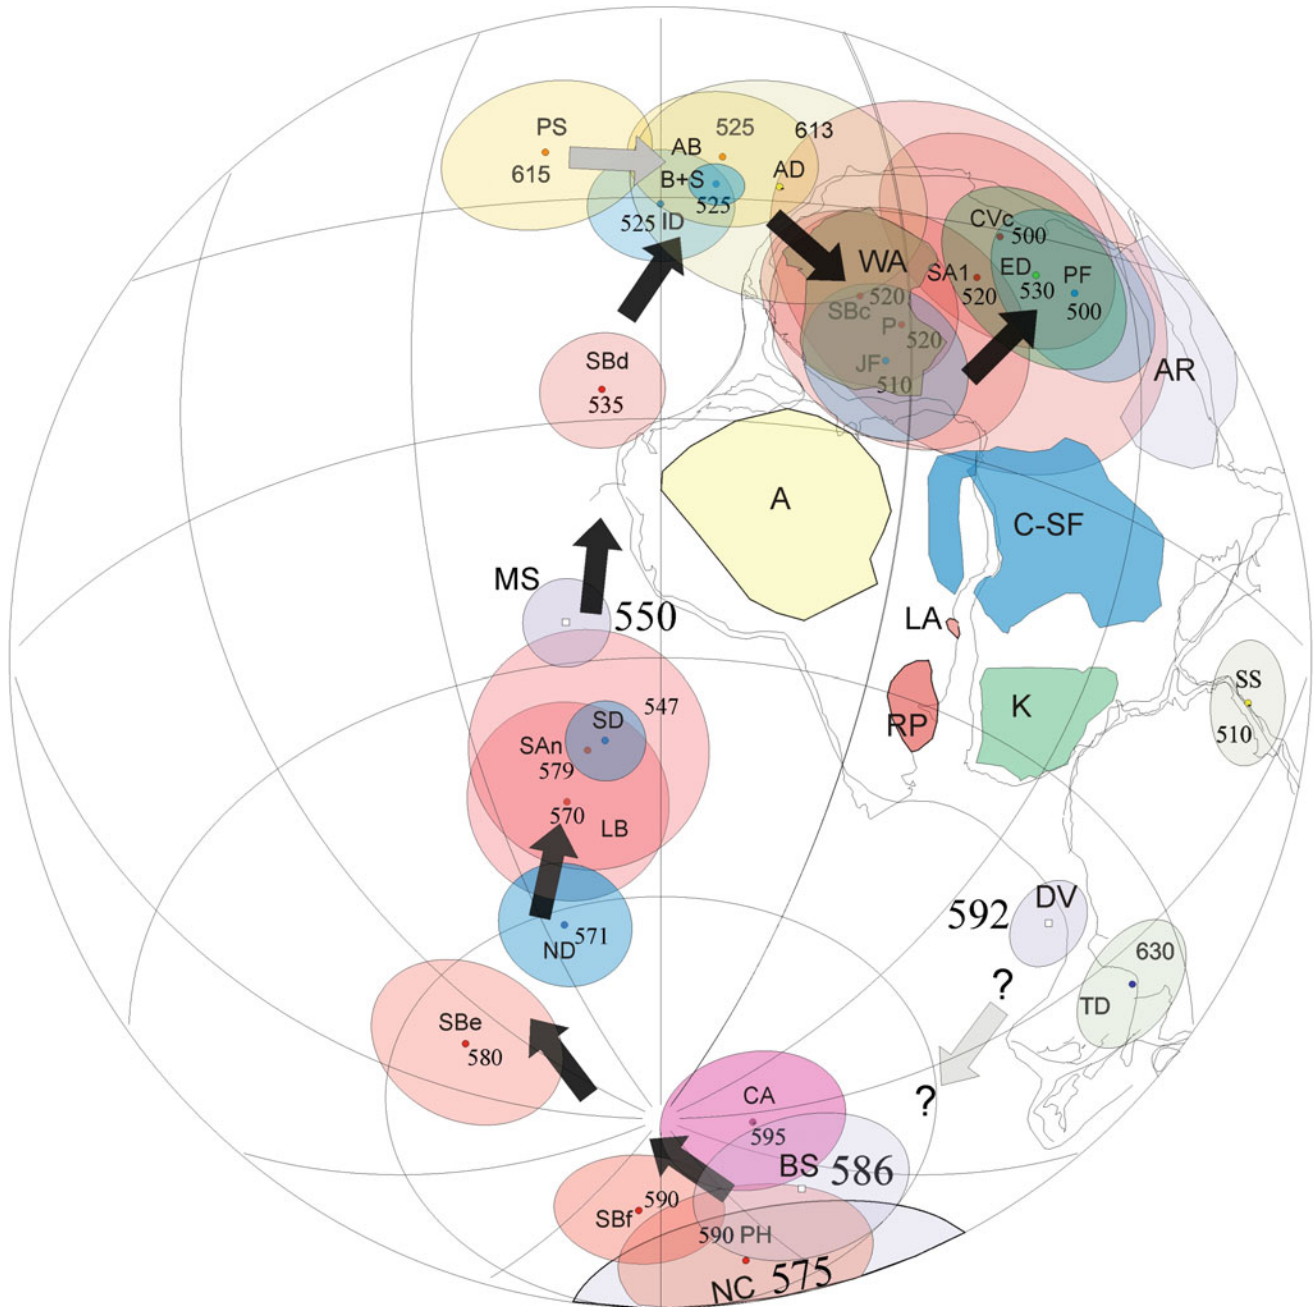 PS
615
AB
525
613
AD
B+S
525
525
ID
WA
CVc
500
SA1
520
ED
530
PF
500
SBc
520
P
520
JF
510
AR
SBd
535
A
C-SF
MS
550
LA
RP
K
SS
510
547
SD
SAn
579
570
LB
592
DV
ND
571
630
TD
?
SBe
580
?
CA
595
BS
586
590
SBf
590
PH
NC
575